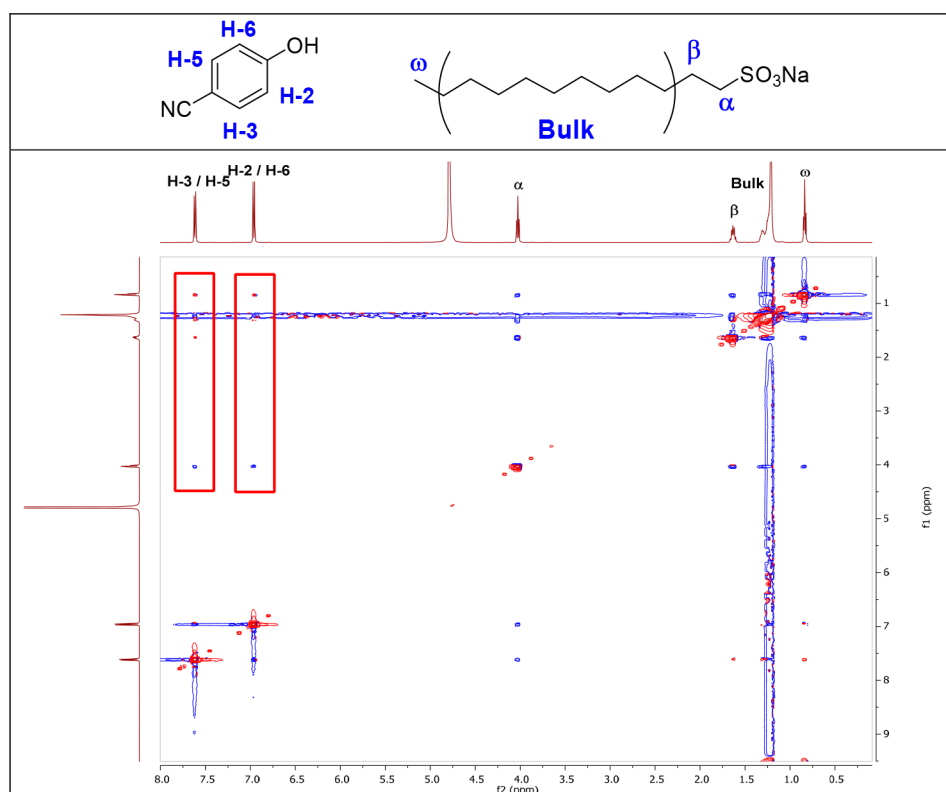 H-6
OH
H-5
H-2
NC
H-3
ω
β
SO3Na
α
Bulk
H-3 / H-5
H-2 / H-6
α
β
Bulk
ω
1
2
3
4
5
6
7
8
9
f1 (ppm)
8.0 7.5 7.0 6.5 6.0 5.5 5.0 4.5 4.0 3.5 3.0 2.5 2.0 1.5 1.0 0.5
f2 (ppm)